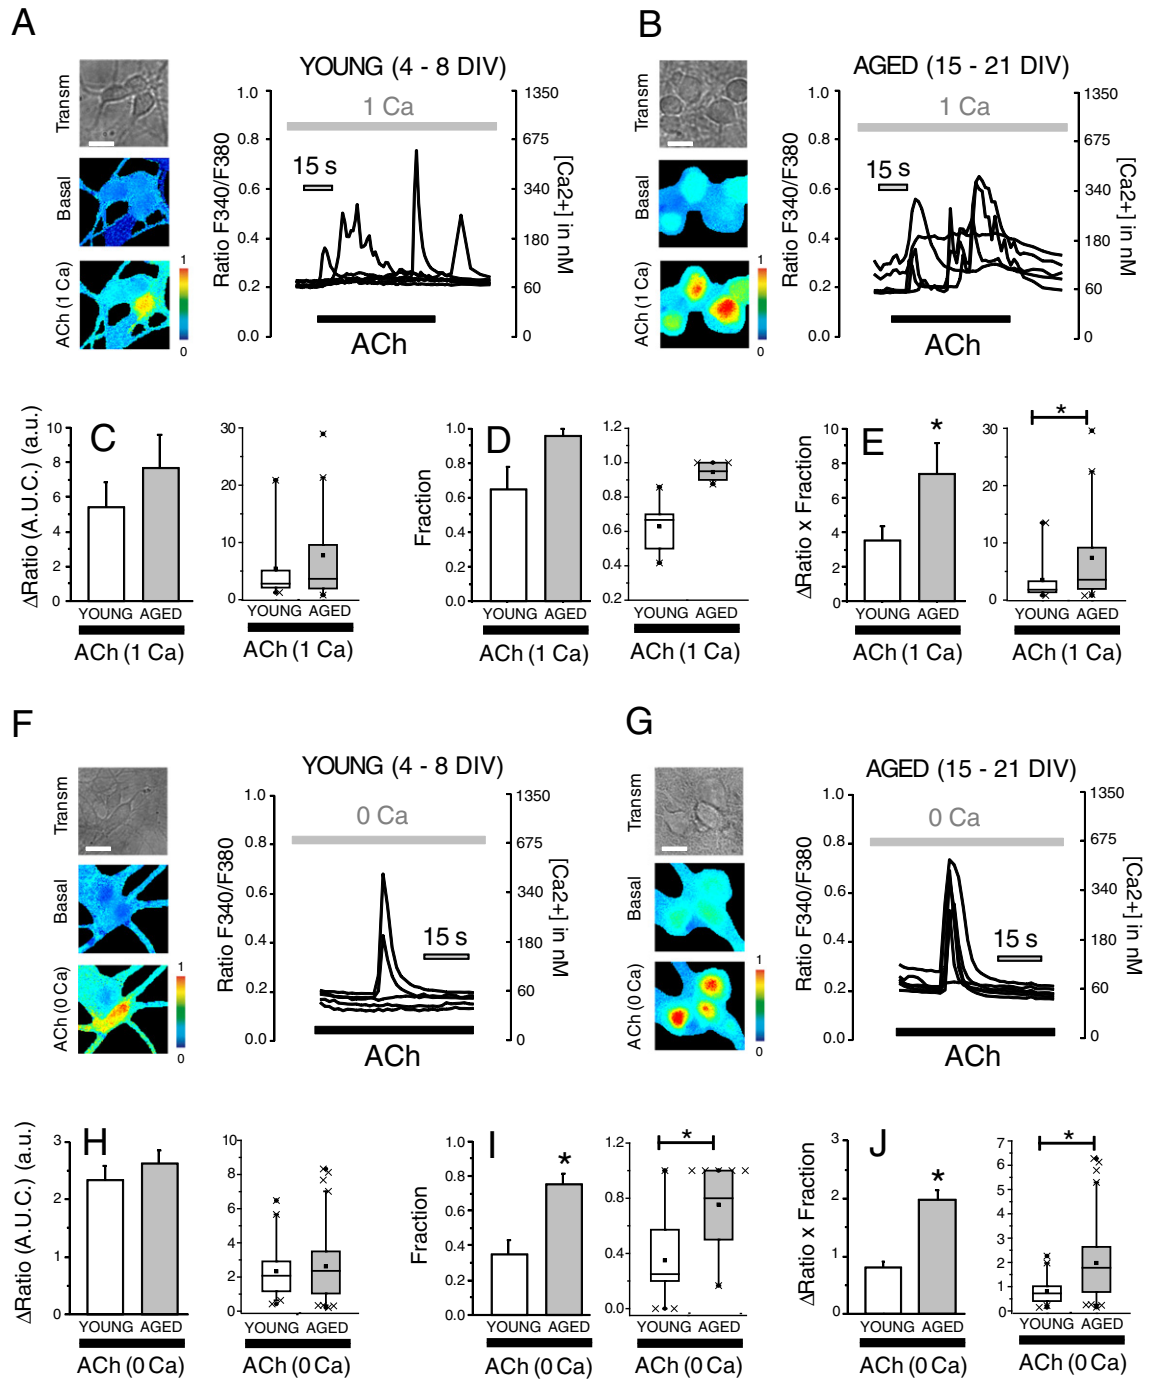 A
B
YOUNG (4 - 8 DIV)
AGED (15 - 21 DIV)
Transm
Basal
ACh (1 Ca)
1
0
Ratio F340/F380
1.0
0.8
0.6
0.4
0.2
0.0
1 Ca
15 s
ACh
1350
675
340
180
60
0
[Ca2+] in nM
Transm
Basal
ACh (1 Ca)
1
0
Ratio F340/F380
1.0
0.8
0.6
0.4
0.2
0.0
1 Ca
15 s
ACh
1350
675
340
180
60
0
[Ca2+] in nM
C
ΔRatio (A.U.C.) (a.u.)
10
8
6
4
2
0
YOUNG AGED
ACh (1 Ca)
30
20
10
0
YOUNG AGED
ACh (1 Ca)
D
Fraction
1.0
0.8
0.6
0.4
0.2
0.0
YOUNG AGED
ACh (1 Ca)
1.2
1.0
0.8
0.6
0.4
0.2
YOUNG AGED
ACh (1 Ca)
E
ΔRatio x Fraction
10
8
6
4
2
0
*
YOUNG AGED
ACh (1 Ca)
30
20
10
0
*
YOUNG AGED
ACh (1 Ca)
F
G
YOUNG (4 - 8 DIV)
AGED (15 - 21 DIV)
Transm
Basal
ACh (0 Ca)
1
0
Ratio F340/F380
1.0
0.8
0.6
0.4
0.2
0.0
0 Ca
15 s
ACh
1350
675
340
180
60
0
[Ca2+] in nM
Transm
Basal
ACh (0 Ca)
1
0
Ratio F340/F380
1.0
0.8
0.6
0.4
0.2
0.0
0 Ca
15 s
ACh
1350
675
340
180
60
0
[Ca2+] in nM
H
ΔRatio (A.U.C.) (a.u.)
3
2
1
0
YOUNG AGED
ACh (0 Ca)
10
8
6
4
2
0
YOUNG AGED
ACh (0 Ca)
I
Fraction
1.0
0.8
0.6
0.4
0.2
0.0
*
YOUNG AGED
ACh (0 Ca)
1.2
0.8
0.4
0.0
*
YOUNG AGED
ACh (0 Ca)
J
ΔRatio x Fraction
3
2
1
0
*
YOUNG AGED
ACh (0 Ca)
7
6
5
4
3
2
1
0
*
YOUNG AGED
ACh (0 Ca)